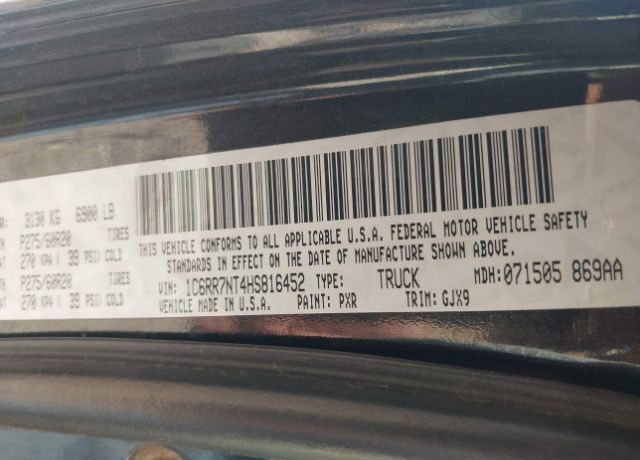 R: 3130 KG 6900 LB
TH P275/60R20 TIRES
270 KPA ( 39 PSI) COLD
TH P275/60R20 TIRES
270 KPA ( 39 PSI) COLD
THIS VEHICLE CONFORMS TO ALL APPLICABLE U.S.A. FEDERAL MOTOR VEHICLE SAFETY
STANDARDS IN EFFECT ON THE DATE OF MANUFACTURE SHOWN ABOVE.
VIN: 1C6RR7NT4HS816452 TYPE: TRUCK MDH: 071505 869AA
VEHICLE MADE IN U.S.A. PAINT: PXR TRIM: GJX9